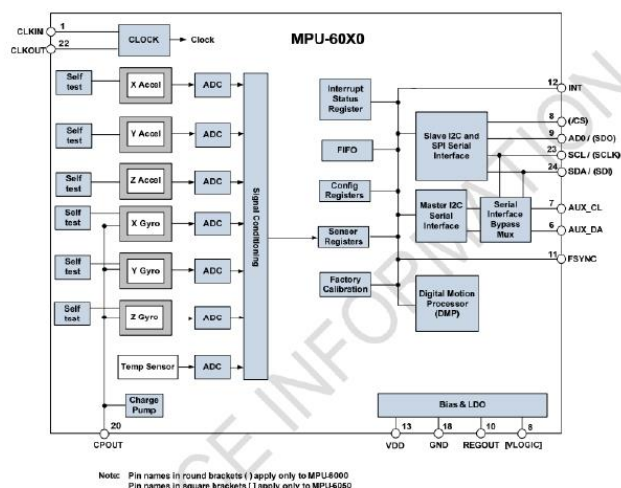 MPU-60X0
CLKIN 1
CLKOUT 22
CLOCK
Clock
Self test
X Accel
ADC
Self test
Y Accel
ADC
Self test
Z Accel
ADC
Self test
X Gyro
ADC
Self test
Y Gyro
ADC
Self test
Z Gyro
ADC
Temp Sensor
ADC
Charge Pump
20
CPOUT
Signal Conditioning
Interrupt Status Register
FIFO
Config Registers
Sensor Registers
Factory Calibration
Slave I2C and SPI Serial Interface
Master I2C Serial Interface
Serial Interface Bypass Mux
Digital Motion Processor (DMP)
12 INT
8 (/CS)
9 AD0 / (SDO)
23 SCL / (SCLK)
24 SDA / (SDI)
7 AUX_CL
6 AUX_DA
11 FSYNC
Bias & LDO
13 18 10 8
VDD GND REGOUT [VLOGIC]
Note: Pin names in round brackets ( ) apply only to MPU-6000
Pin names in square brackets [ ] apply only to MPU-6050
CE INFORMATION